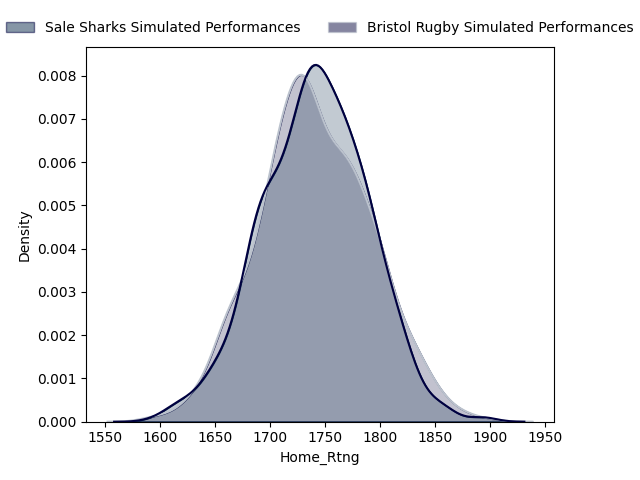 Sale Sharks Simulated Performances Bristol Rugby Simulated Performances
0.008
0.007
0.006
0.005
0.004
0.003
0.002
0.001
0.000
Density
1550 1600 1650 1700 1750 1800 1850 1900 1950
Home_Rtng